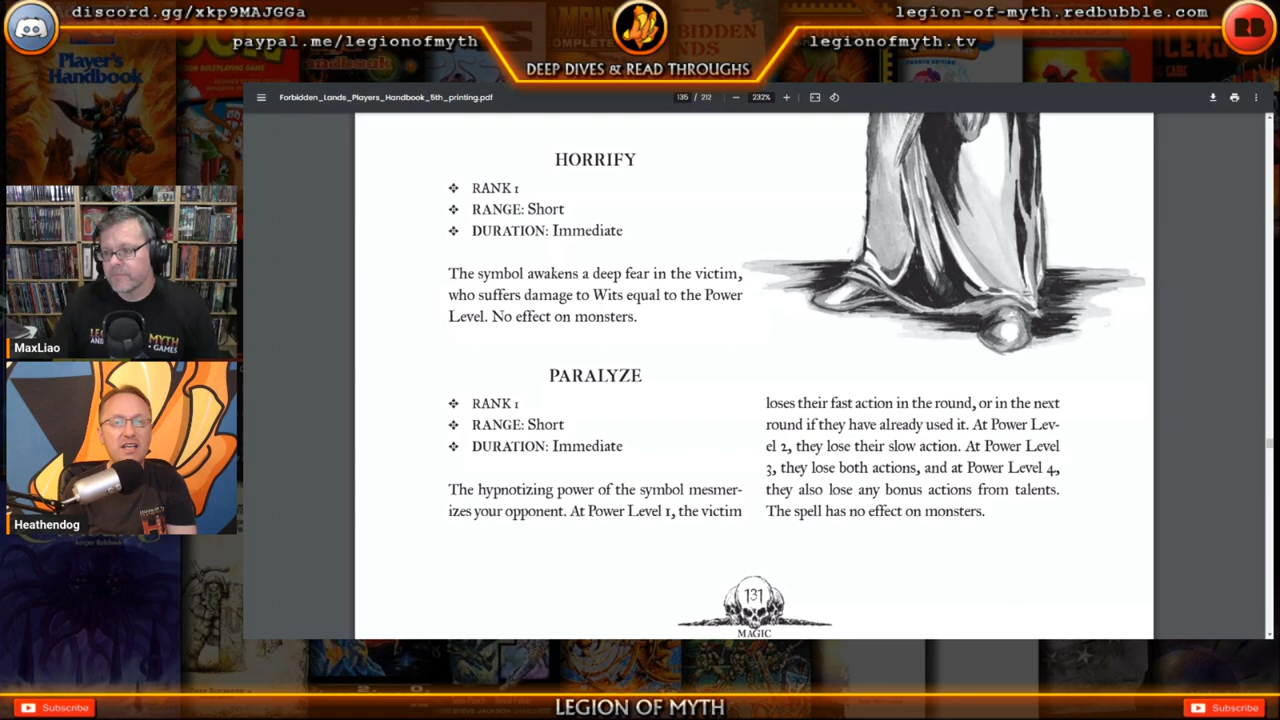 discord.gg/xkp9MAJGGa
paypal.me/legionofmyth
legion-of-myth.redbubble.com
legionofmyth.tv
RB
DEEP DIVES & READ THROUGHS
Player's
Handbook
Forbidden_Lands_Players_Handbook_5th_printing.pdf
135 / 212
232%
HORRIFY
❖ RANK 1
❖ RANGE: Short
❖ DURATION: Immediate
The symbol awakens a deep fear in the victim,
who suffers damage to Wits equal to the Power
Level. No effect on monsters.
PARALYZE
❖ RANK 1
❖ RANGE: Short
❖ DURATION: Immediate
The hypnotizing power of the symbol mesmer-
izes your opponent. At Power Level 1, the victim
loses their fast action in the round, or in the next
round if they have already used it. At Power Lev-
el 2, they lose their slow action. At Power Level
3, they lose both actions, and at Power Level 4,
they also lose any bonus actions from talents.
The spell has no effect on monsters.
131
MAGIC
MaxLiao
Heathendog
Subscribe
LEGION OF MYTH
Subscribe